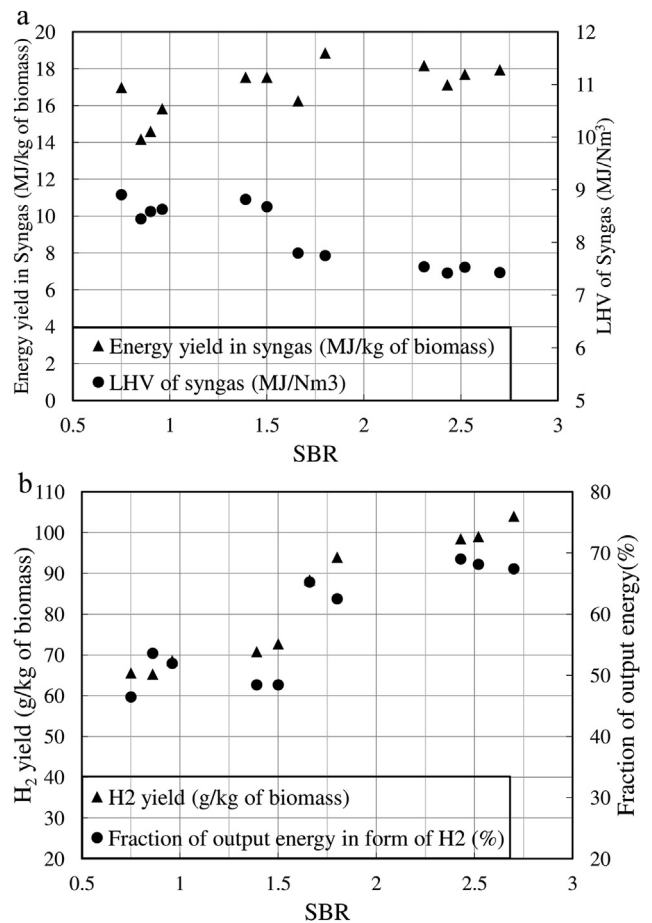 a
20
18
16
14
12
10
8
6
4
2
0
Energy yield in Syngas (MJ/kg of biomass)
12
11
10
9
8
7
6
5
LHV of Syngas (MJ/Nm³)
▲ Energy yield in syngas (MJ/kg of biomass)
● LHV of syngas (MJ/Nm3)
0.5 1 1.5 2 2.5 3
SBR
b
110
100
90
80
70
60
50
40
30
20
H₂ yield (g/kg of biomass)
80
70
60
50
40
30
20
Fraction of output energy(%)
▲ H2 yield (g/kg of biomass)
● Fraction of output energy in form of H2 (%)
0.5 1 1.5 2 2.5 3
SBR